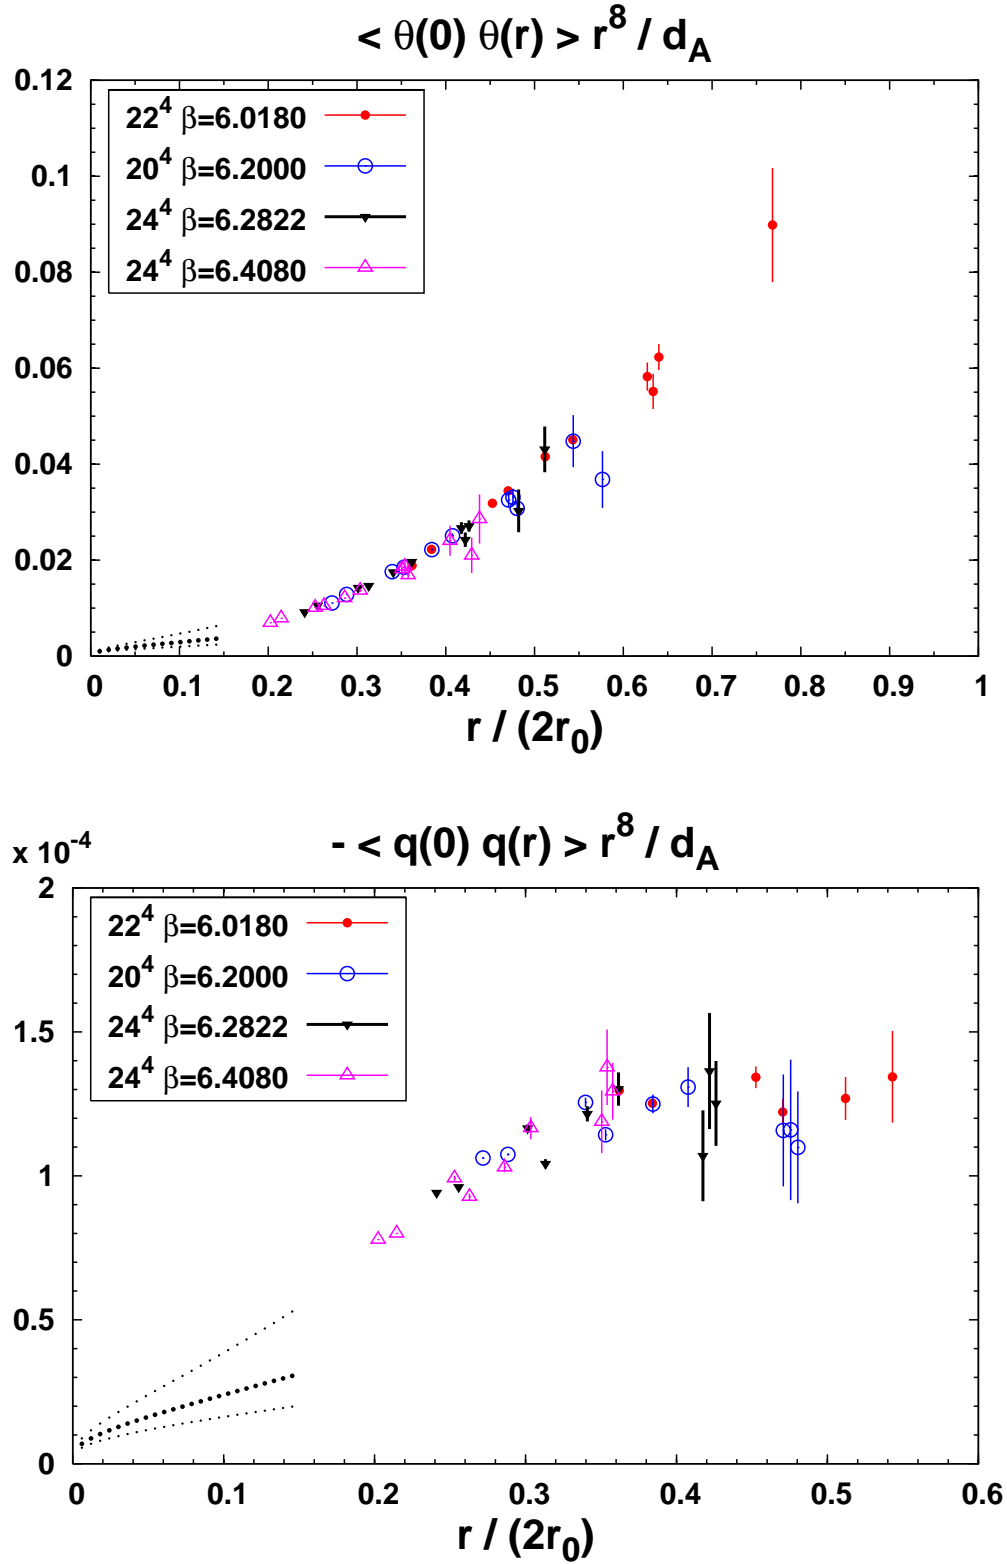 < θ(0) θ(r) > r⁸ / d_A
0.12
0.1
0.08
0.06
0.04
0.02
0
22⁴ β=6.0180
20⁴ β=6.2000
24⁴ β=6.2822
24⁴ β=6.4080
0 0.1 0.2 0.3 0.4 0.5 0.6 0.7 0.8 0.9 1
r / (2r₀)
x 10⁻⁴
- < q(0) q(r) > r⁸ / d_A
2
1.5
1
0.5
0
22⁴ β=6.0180
20⁴ β=6.2000
24⁴ β=6.2822
24⁴ β=6.4080
0 0.1 0.2 0.3 0.4 0.5 0.6
r / (2r₀)